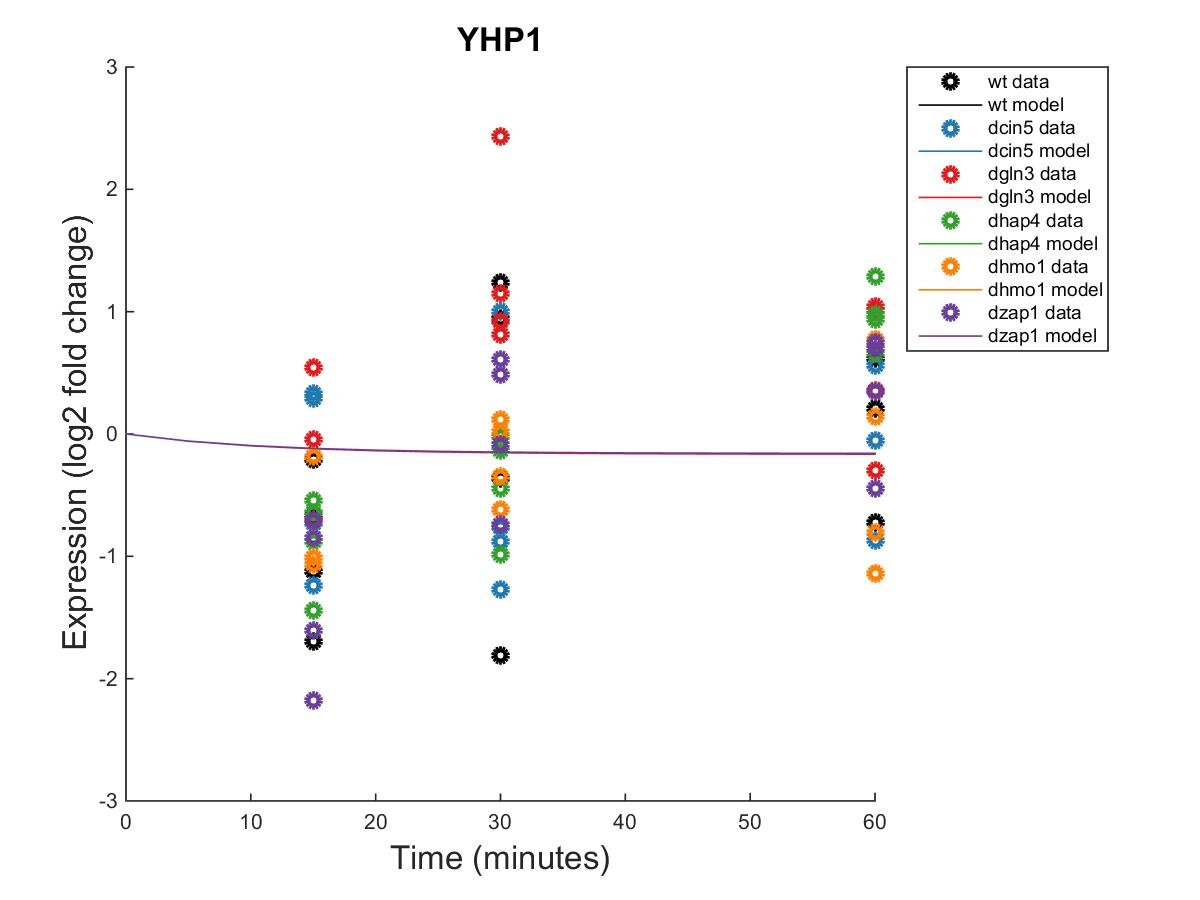 YHP1
3
2
1
0
-1
-2
-3
Expression (log2 fold change)
0 10 20 30 40 50 60
Time (minutes)
wt data
wt model
dcin5 data
dcin5 model
dgln3 data
dgln3 model
dhap4 data
dhap4 model
dhmo1 data
dhmo1 model
dzap1 data
dzap1 model